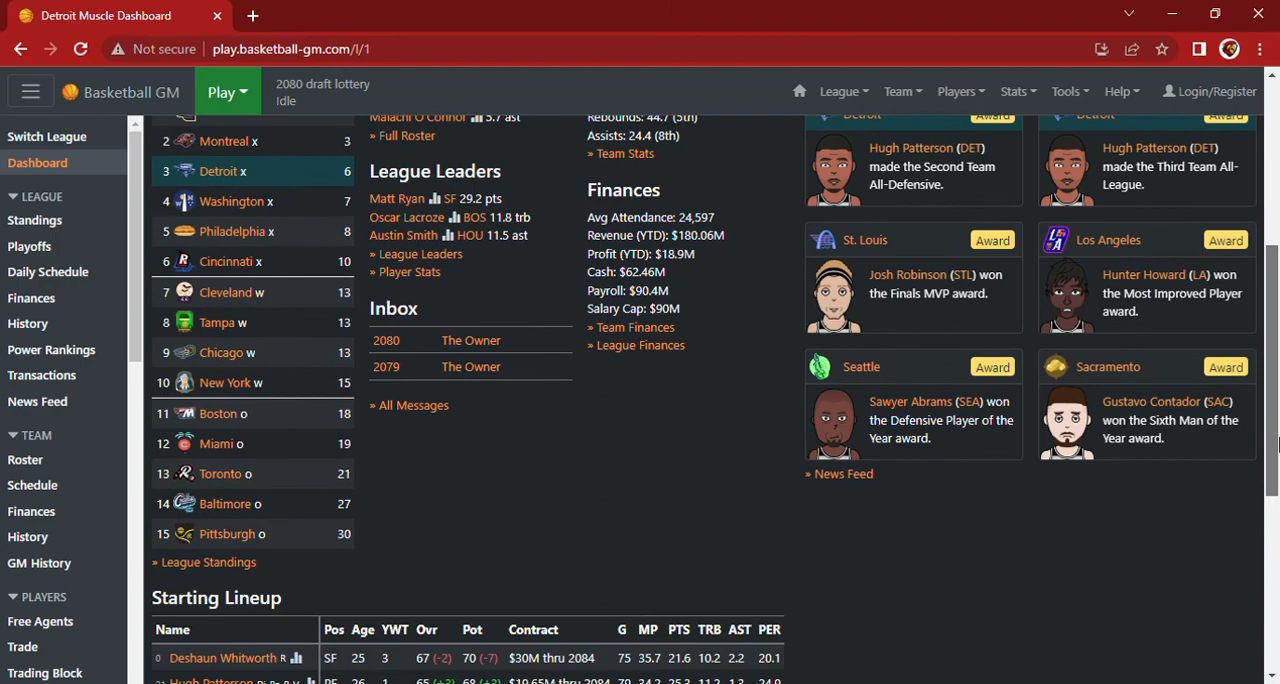 Detroit Muscle Dashboard
Not secure play.basketball-gm.com/l/1
Basketball GM
Play
2080 draft lottery
Idle
League Team Players Stats Tools Help Login/Register
Switch League
Dashboard
LEAGUE
Standings
Playoffs
Daily Schedule
Finances
History
Power Rankings
Transactions
News Feed
TEAM
Roster
Schedule
Finances
History
GM History
PLAYERS
Free Agents
Trade
Trading Block
2 Montreal x 3
3 Detroit x 6
4 Washington x 7
5 Philadelphia x 8
6 Cincinnati x 10
7 Cleveland w 13
8 Tampa w 13
9 Chicago w 13
10 New York w 15
11 Boston o 18
12 Miami o 19
13 Toronto o 21
14 Baltimore o 27
15 Pittsburgh o 30
» League Standings
Malachi O'Connor 5.7 ast
» Full Roster
League Leaders
Matt Ryan SF 29.2 pts
Oscar Lacroze BOS 11.8 trb
Austin Smith HOU 11.5 ast
» League Leaders
» Player Stats
Inbox
2080 The Owner
2079 The Owner
» All Messages
Rebounds: 44.7 (5th)
Assists: 24.4 (8th)
» Team Stats
Finances
Avg Attendance: 24,597
Revenue (YTD): $180.06M
Profit (YTD): $18.9M
Cash: $62.46M
Payroll: $90.4M
Salary Cap: $90M
» Team Finances
» League Finances
Detroit Award
Hugh Patterson (DET)
made the Second Team
All-Defensive.
Detroit Award
Hugh Patterson (DET)
made the Third Team All-
League.
St. Louis Award
Josh Robinson (STL) won
the Finals MVP award.
Los Angeles Award
Hunter Howard (LA) won
the Most Improved Player
award.
Seattle Award
Sawyer Abrams (SEA) won
the Defensive Player of the
Year award.
Sacramento Award
Gustavo Contador (SAC)
won the Sixth Man of the
Year award.
» News Feed
Starting Lineup
Name Pos Age YWT Ovr Pot Contract G MP PTS TRB AST PER
0 Deshaun Whitworth R SF 25 3 67 (-2) 70 (-7) $30M thru 2084 75 35.7 21.6 10.2 2.2 20.1